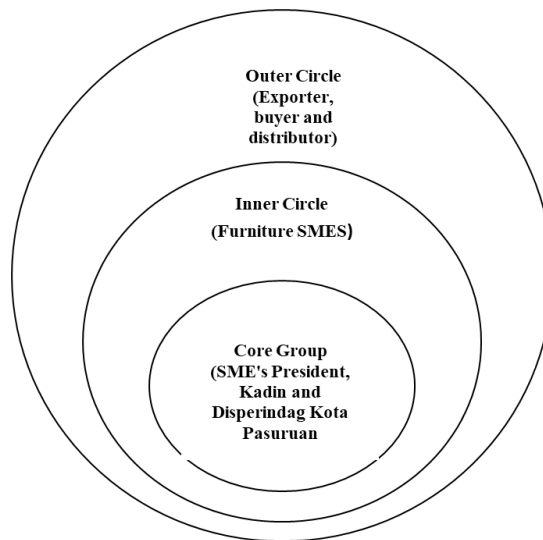 Outer Circle
(Exporter,
buyer and
distributor)
Inner Circle
(Furniture SMES)
Core Group
(SME's President,
Kadin and
Disperindag Kota
Pasuruan